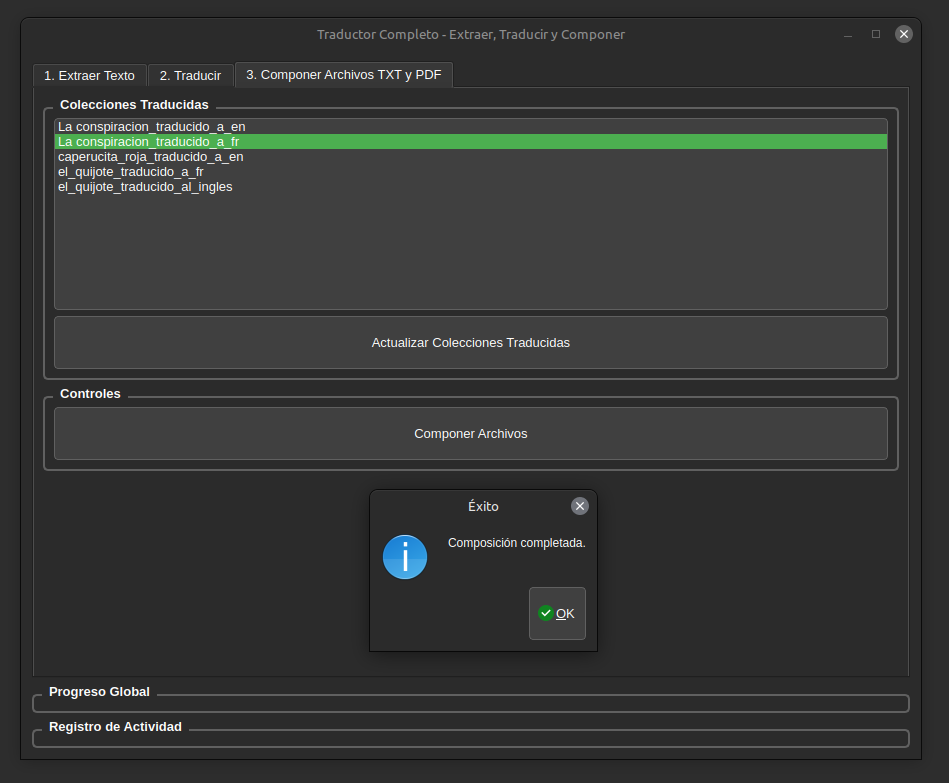 Traductor Completo - Extraer, Traducir y Componer
1. Extraer Texto
2. Traducir
3. Componer Archivos TXT y PDF
Colecciones Traducidas
La conspiracion_traducido_a_en
La conspiracion_traducido_a_fr
caperucita_roja_traducido_a_en
el_quijote_traducido_a_fr
el_quijote_traducido_al_ingles
Actualizar Colecciones Traducidas
Controles
Componer Archivos
Éxito
Composición completada.
OK
Progreso Global
Registro de Actividad